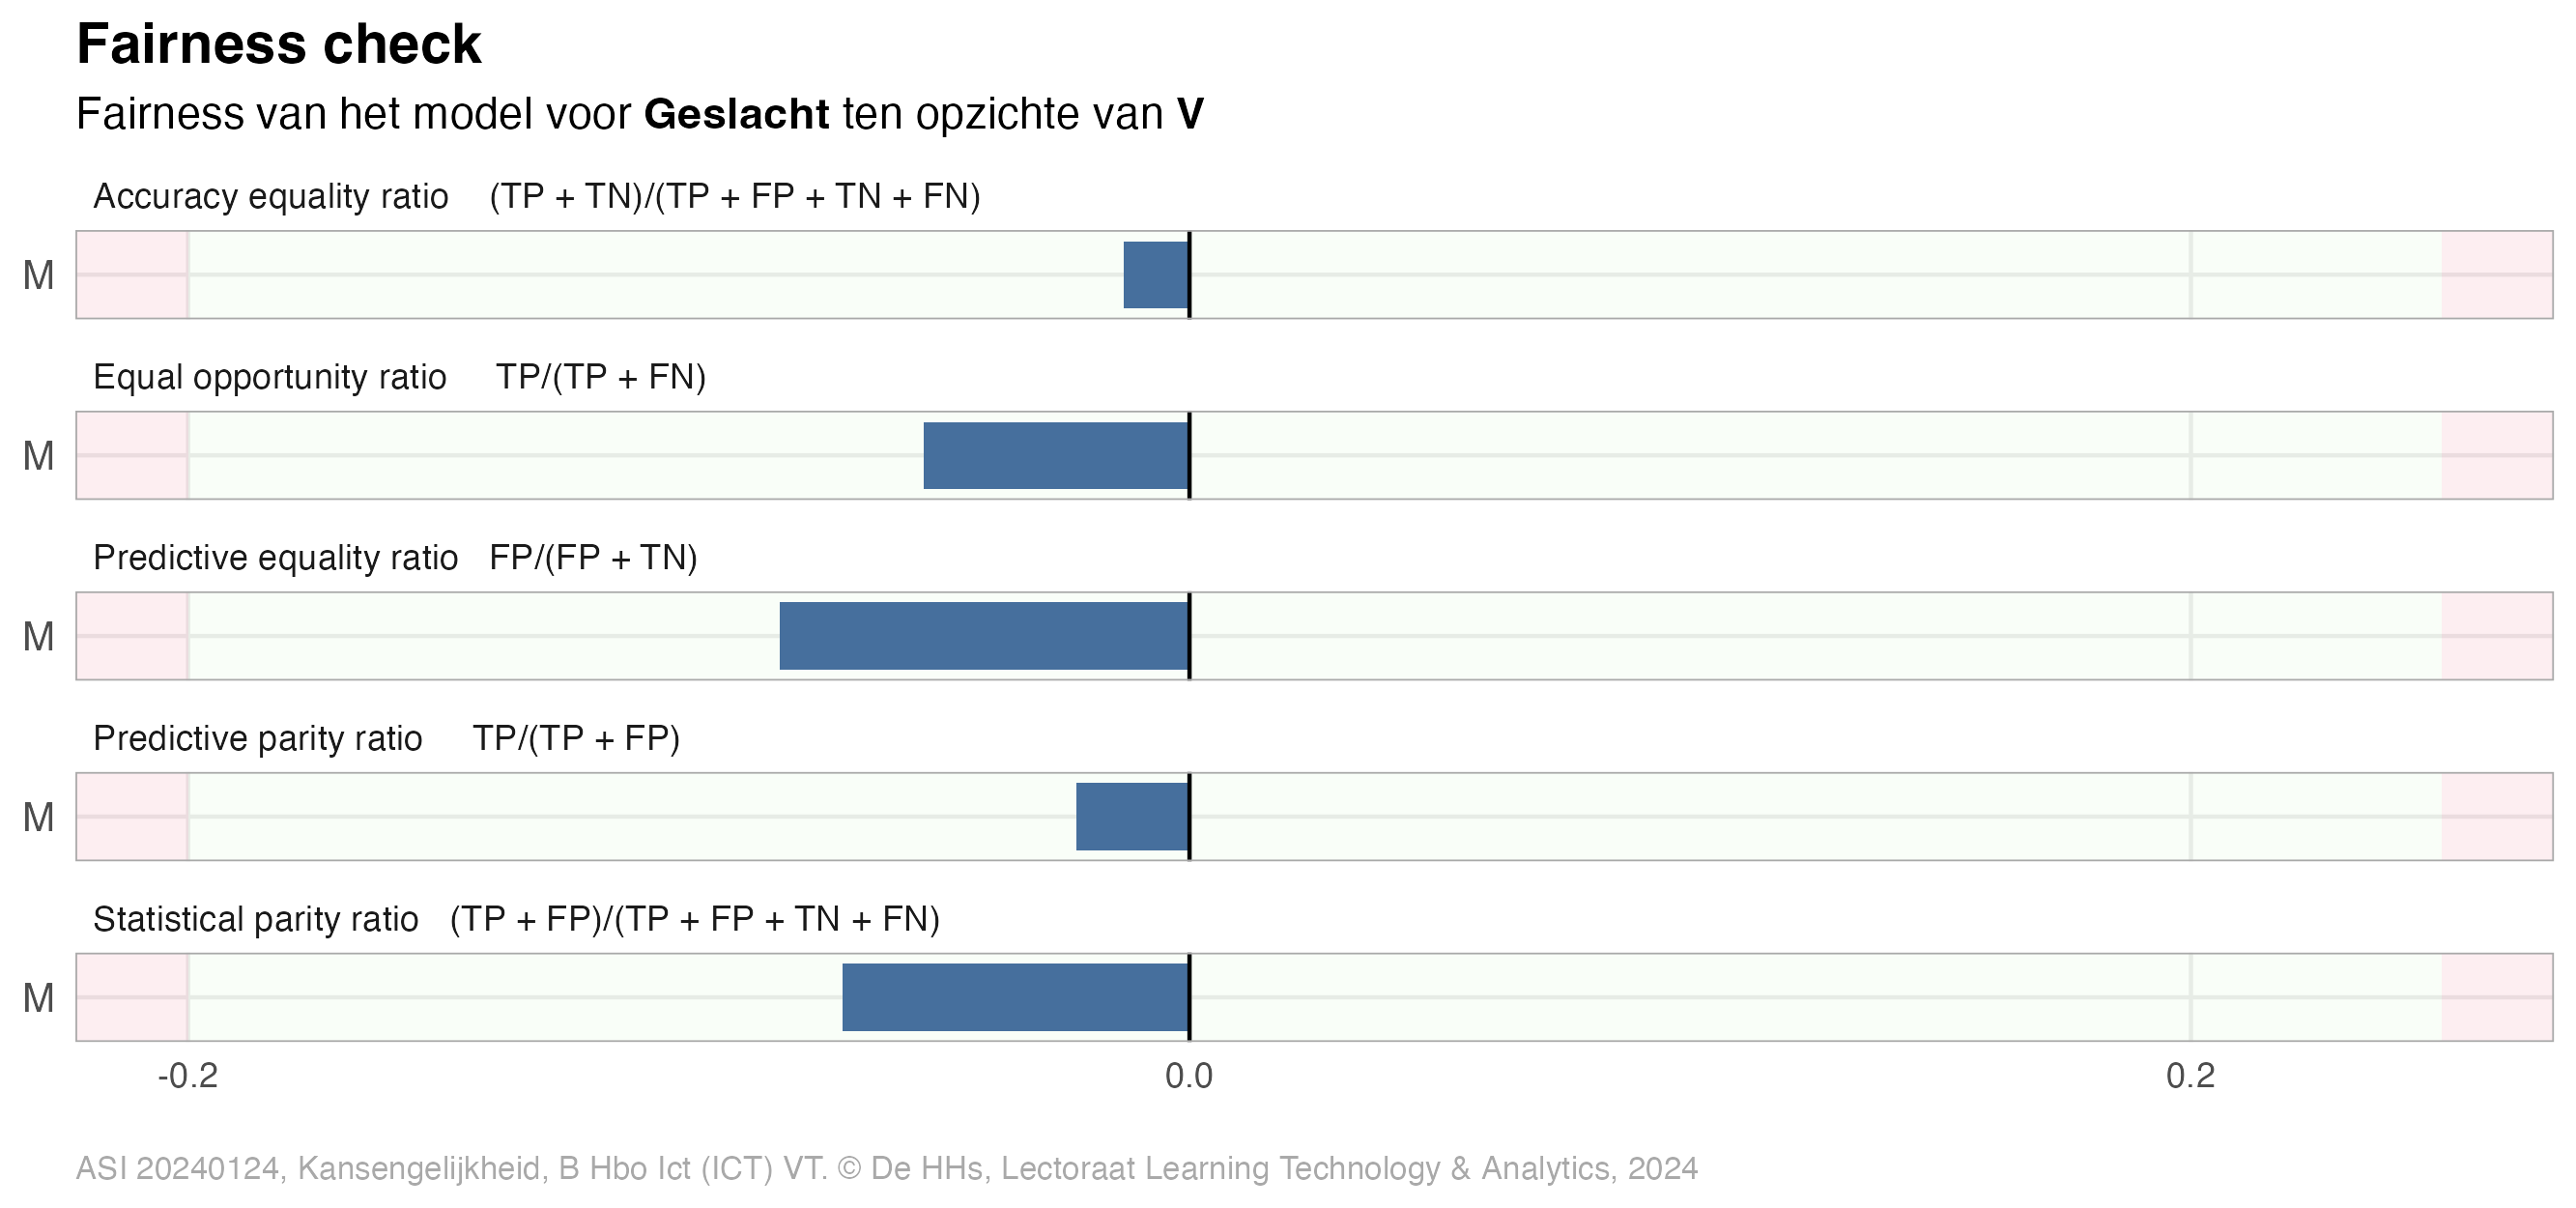 Fairness check
Fairness van het model voor Geslacht ten opzichte van V
Accuracy equality ratio (TP + TN)/(TP + FP + TN + FN)
M
Equal opportunity ratio TP/(TP + FN)
M
Predictive equality ratio FP/(FP + TN)
M
Predictive parity ratio TP/(TP + FP)
M
Statistical parity ratio (TP + FP)/(TP + FP + TN + FN)
M
-0.2 0.0 0.2
ASI 20240124, Kansengelijkheid, B Hbo Ict (ICT) VT. © De HHs, Lectoraat Learning Technology & Analytics, 2024